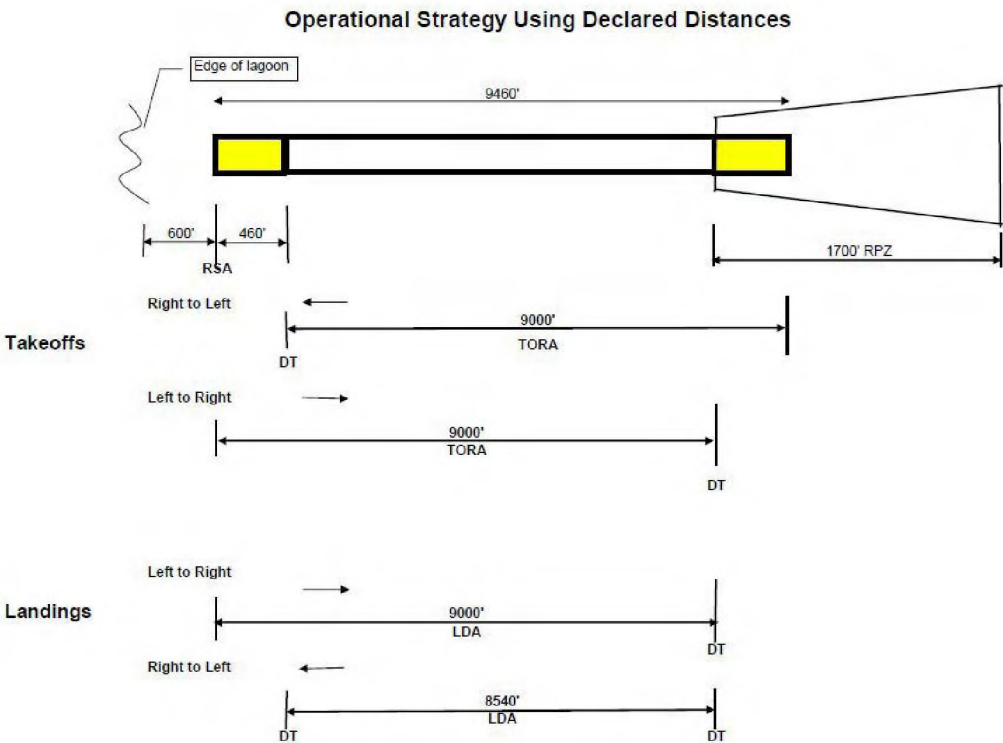 Operational Strategy Using Declared Distances
Edge of lagoon
9460'
600'
460'
RSA
1700' RPZ
Right to Left
Takeoffs
9000'
TORA
DT
Left to Right
9000'
TORA
DT
Left to Right
Landings
9000'
LDA
DT
Right to Left
8540'
LDA
DT
DT